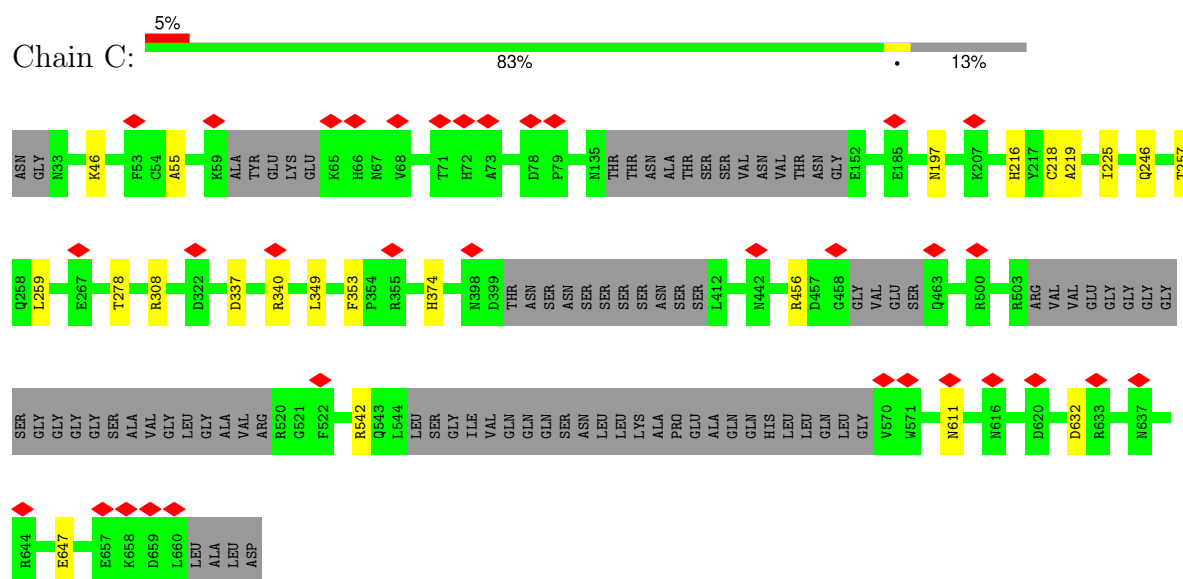 5%
Chain C:
83% • 13%
ASN GLY N33 K46 F53 C54 A55 K59 ALA TYR GLU LYS GLU K65 H66 N67 V68 T71 H72 A73 D78 P79 N135 THR THR ASN ALA THR SER SER VAL ASN VAL THR ASN GLY E152 E185 N197 K207 H216 Y217 C218 A219 I225 Q246 T257
Q258 L259 E267 T278 R308 D322 D337 R340 L349 F353 P354 R355 H374 N398 D399 THR ASN SER ASN SER SER SER SER ASN SER SER L412 N442 R456 D457 G458 GLY VAL GLU SER Q463 R500 R503 ARG VAL VAL GLU GLY GLY GLY GLY
SER GLY GLY GLY GLY SER ALA VAL GLY LEU GLY ALA VAL ARG R520 G521 F522 R542 Q543 L544 LEU SER GLY ILE VAL GLN GLN GLN SER ASN LEU LEU LYS ALA PRO GLU ALA GLN GLN HIS LEU LEU GLN LEU GLY V570 W571 N611 N616 D620 D632 R633 N637
R644 E647 E657 K658 D659 L660 LEU ALA LEU ASP